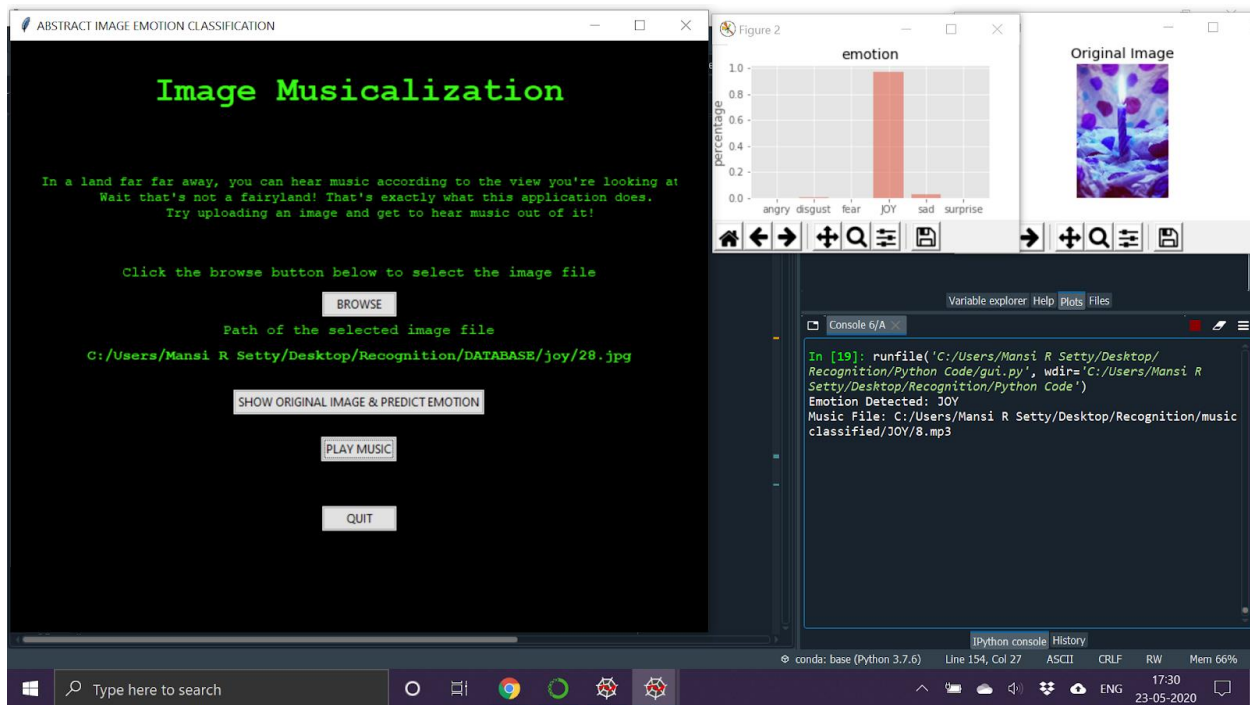 ABSTRACT IMAGE EMOTION CLASSIFICATION
Image Musicalization
In a land far far away, you can hear music according to the view you're looking at
Wait that's not a fairyland! That's exactly what this application does.
Try uploading an image and get to hear music out of it!
Click the browse button below to select the image file
BROWSE
Path of the selected image file
C:/Users/Mansi R Setty/Desktop/Recognition/DATABASE/joy/28.jpg
SHOW ORIGINAL IMAGE & PREDICT EMOTION
PLAY MUSIC
QUIT
Figure 2
emotion
1.0
0.8
0.6
0.4
0.2
0.0
percentage
angry disgust fear JOY sad surprise
Original Image
Variable explorer Help Plots Files
Console 6/A
In [19]: runfile('C:/Users/Mansi R Setty/Desktop/
Recognition/Python Code/gui.py', wdir='C:/Users/Mansi R
Setty/Desktop/Recognition/Python Code')
Emotion Detected: JOY
Music File: C:/Users/Mansi R Setty/Desktop/Recognition/music
classified/JOY/8.mp3
IPython console History
conda: base (Python 3.7.6) Line 154, Col 27 ASCII CRLF RW Mem 66%
Type here to search
ENG
17:30
23-05-2020